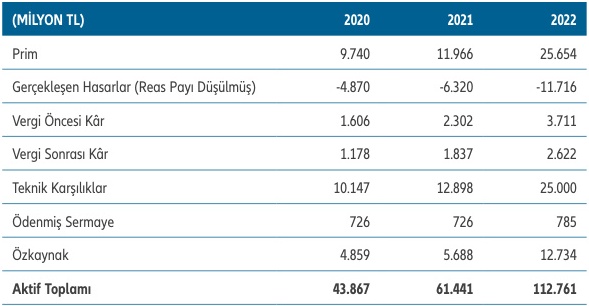 (MİLYON TL) 2020 2021 2022
Prim 9.740 11.966 25.654
Gerçekleşen Hasarlar (Reas Payı Düşülmüş) -4.870 -6.320 -11.716
Vergi Öncesi Kâr 1.606 2.302 3.711
Vergi Sonrası Kâr 1.178 1.837 2.622
Teknik Karşılıklar 10.147 12.898 25.000
Ödenmiş Sermaye 726 726 785
Özkaynak 4.859 5.688 12.734
Aktif Toplamı 43.867 61.441 112.761